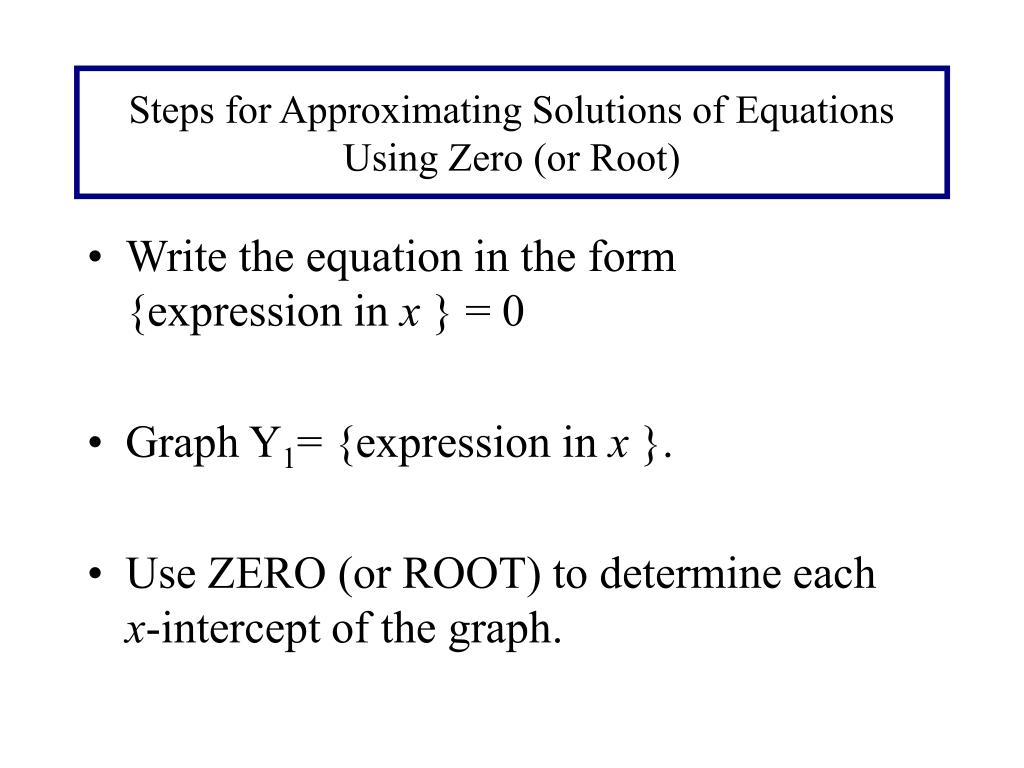 Steps for Approximating Solutions of Equations
Using Zero (or Root)
• Write the equation in the form
{expression in x } = 0
• Graph Y₁= {expression in x }.
• Use ZERO (or ROOT) to determine each
x-intercept of the graph.